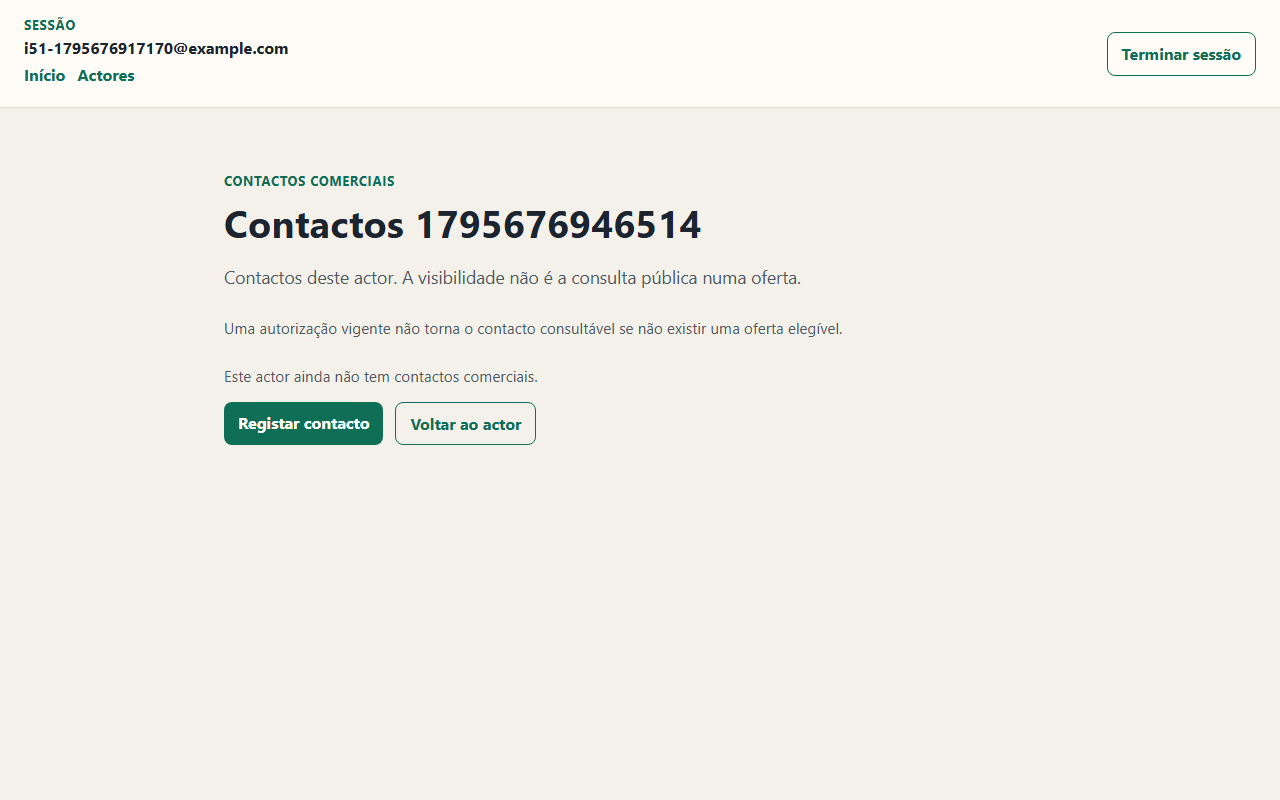 SESSÃO
i51-1795676917170@example.com
Início Actores
Terminar sessão
CONTACTOS COMERCIAIS
Contactos 1795676946514
Contactos deste actor. A visibilidade não é a consulta pública numa oferta.
Uma autorização vigente não torna o contacto consultável se não existir uma oferta elegível.
Este actor ainda não tem contactos comerciais.
Registar contacto Voltar ao actor